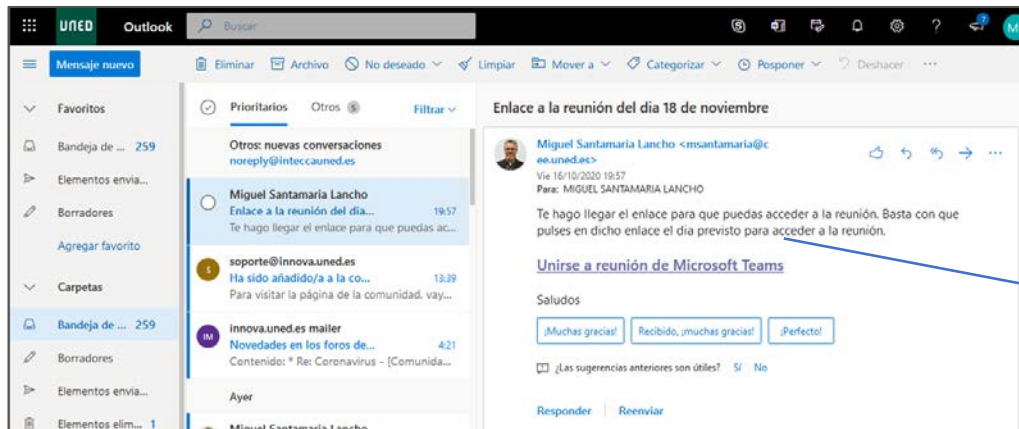 UNED Outlook Buscar
Mensaje nuevo Eliminar Archivo No deseado Limpiar Mover a Categorizar Posponer Deshacer ...
Favoritos
Bandeja de ... 259
Elementos envia...
Borradores
Agregar favorito
Carpetas
Bandeja de ... 259
Borradores
Elementos envia...
Elementos elim... 1
Prioritarios Otros 5 Filtrar
Otros: nuevas conversaciones
noreply@inteccauned.es
Miguel Santamaria Lancho
Enlace a la reunión del dia... 19:57
Te hago llegar el enlace para que puedas ac...
S
soporte@innova.uned.es
Ha sido añadido/a a la co... 13:39
Para visitar la página de la comunidad, vay...
IM
innova.uned.es mailer
Novedades en los foros de... 4:21
Contenido: * Re: Coronavirus - [Comunida...
Ayer
Miguel Santamaria Lancho
Enlace a la reunión del dia 18 de noviembre
Miguel Santamaria Lancho <msantamaria@c
ee.uned.es>
Vie 16/10/2020 19:57
Para: MIGUEL SANTAMARIA LANCHO
Te hago llegar el enlace para que puedas acceder a la reunión. Basta con que
pulses en dicho enlace el dia previsto para acceder a la reunión.
Unirse a reunión de Microsoft Teams
Saludos
¡Muchas gracias! Recibido, ¡muchas gracias! ¡Perfecto!
¿Las sugerencias anteriores son útiles? Sí No
Responder Reenviar